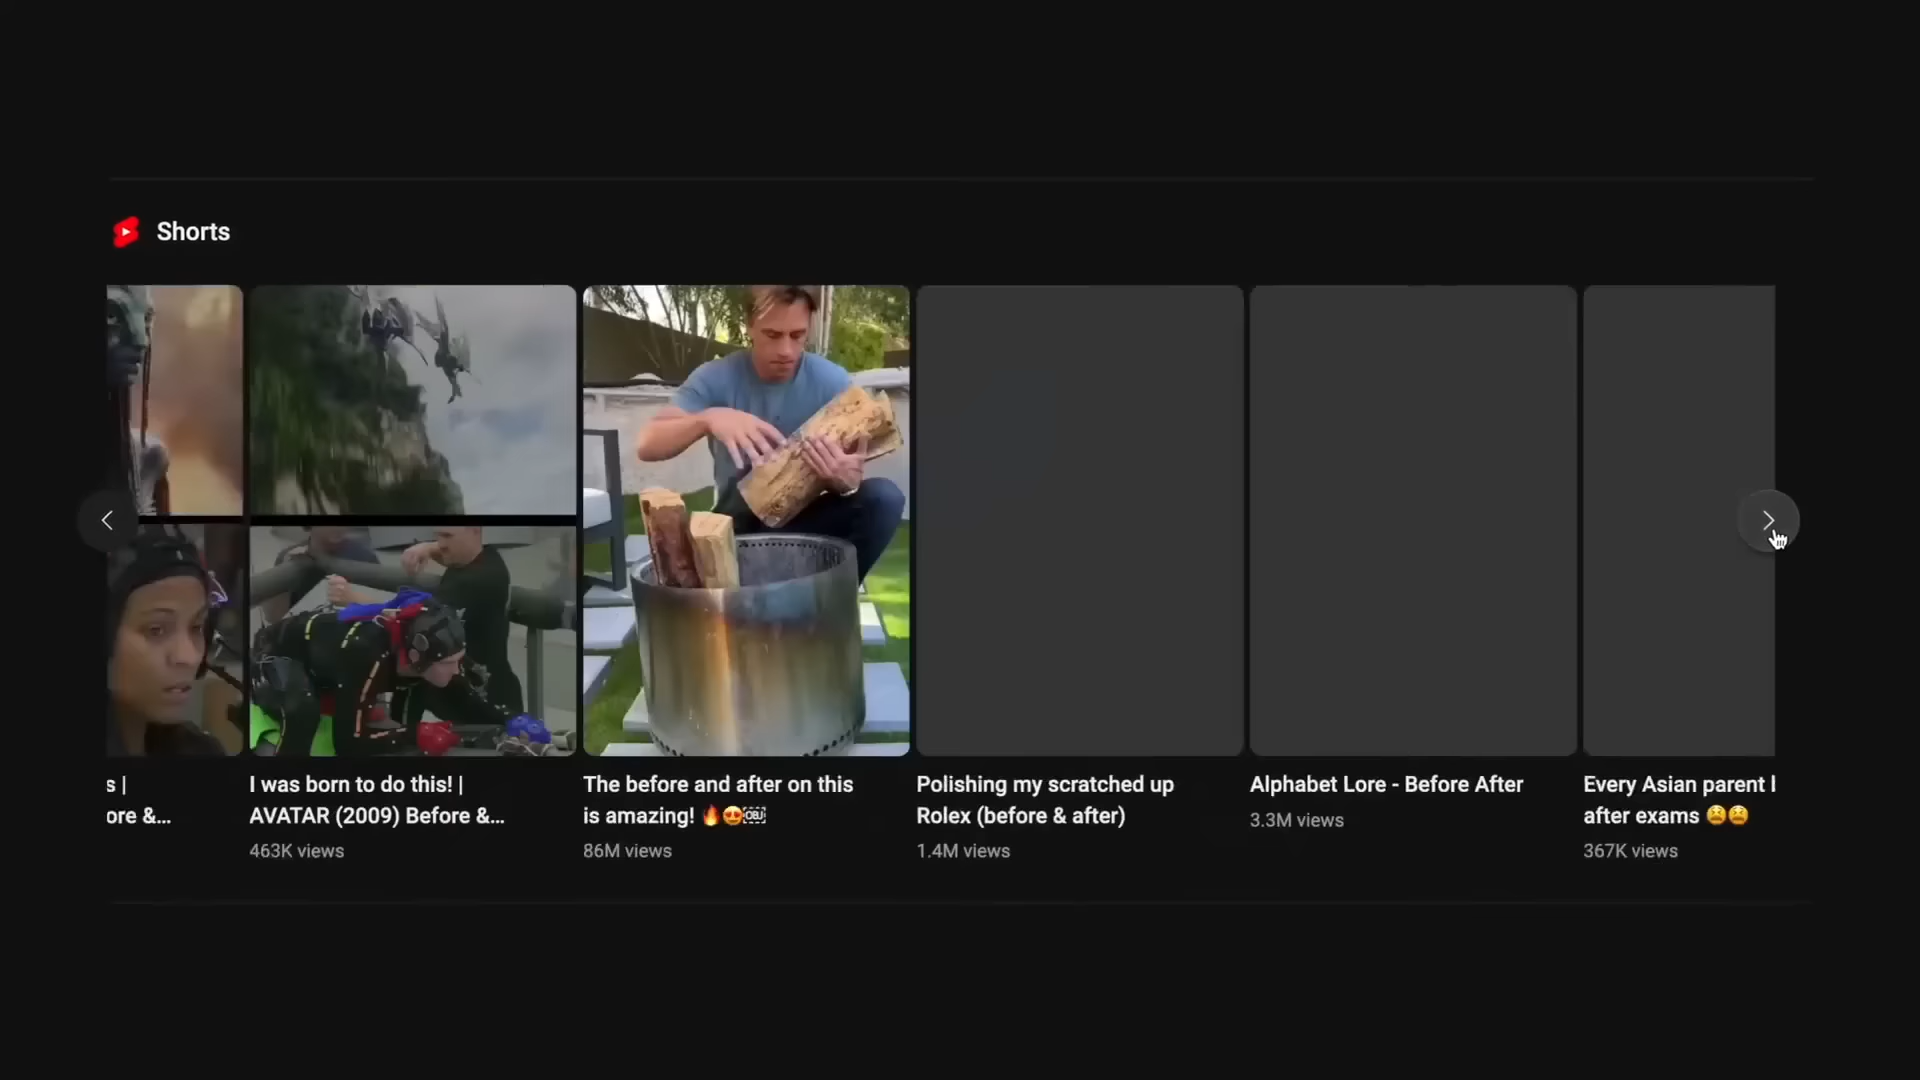 Shorts
s |
ore &...
I was born to do this! |
AVATAR (2009) Before &...
463K views
The before and after on this
is amazing! 🔥😍￼
86M views
Polishing my scratched up
Rolex (before & after)
1.4M views
Alphabet Lore - Before After
3.3M views
Every Asian parent
after exams 😫😫
367K views